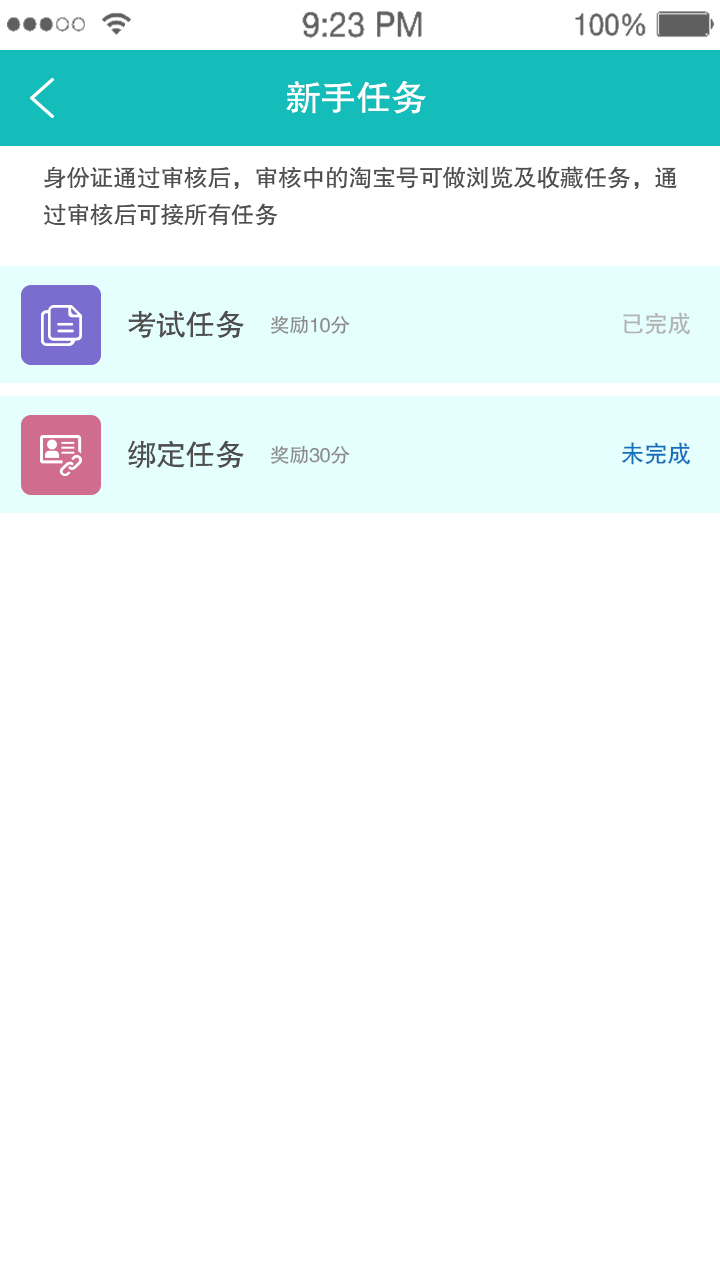 9:23 PM
100%
新手任务
身份证通过审核后，审核中的淘宝号可做浏览及收藏任务，通
过审核后可接所有任务
考试任务 奖励10分 已完成
绑定任务 奖励30分 未完成